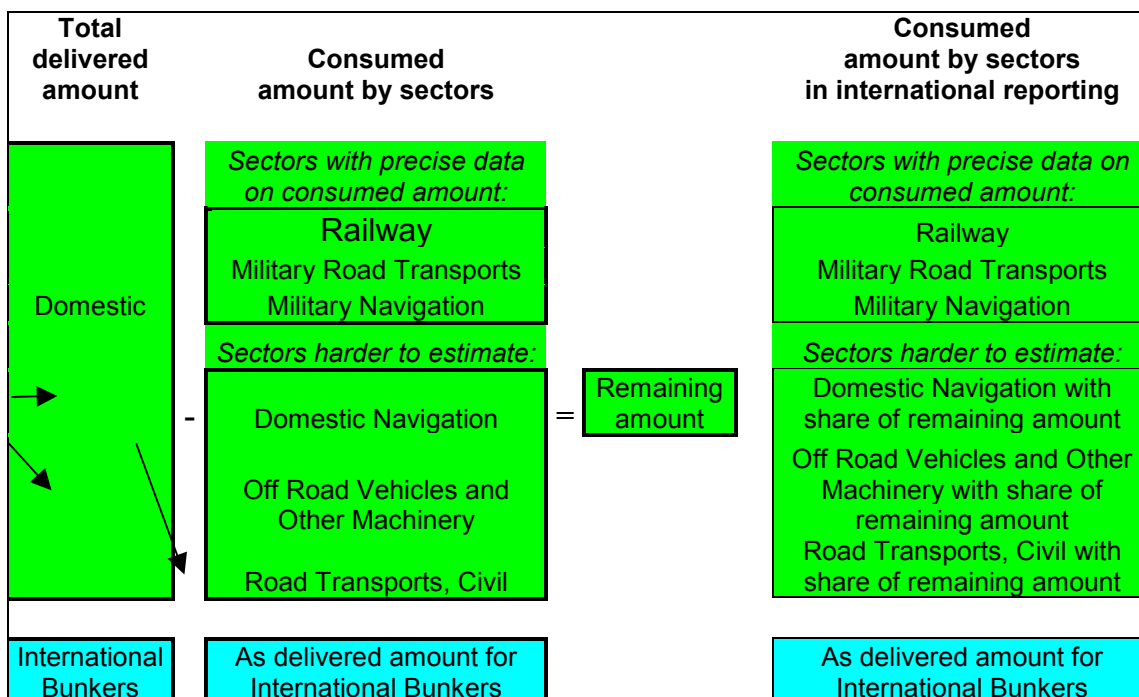 Total
delivered
amount
Consumed
amount by sectors
Consumed
amount by sectors
in international reporting
Domestic
-
Sectors with precise data
on consumed amount:
Railway
Military Road Transports
Military Navigation
Sectors harder to estimate:
Domestic Navigation
Off Road Vehicles and
Other Machinery
Road Transports, Civil
=
Remaining
amount
Sectors with precise data on
consumed amount:
Railway
Military Road Transports
Military Navigation
Sectors harder to estimate:
Domestic Navigation with
share of remaining amount
Off Road Vehicles and Other
Machinery with share of
remaining amount
Road Transports, Civil with
share of remaining amount
International
Bunkers
As delivered amount for
International Bunkers
As delivered amount for
International Bunkers